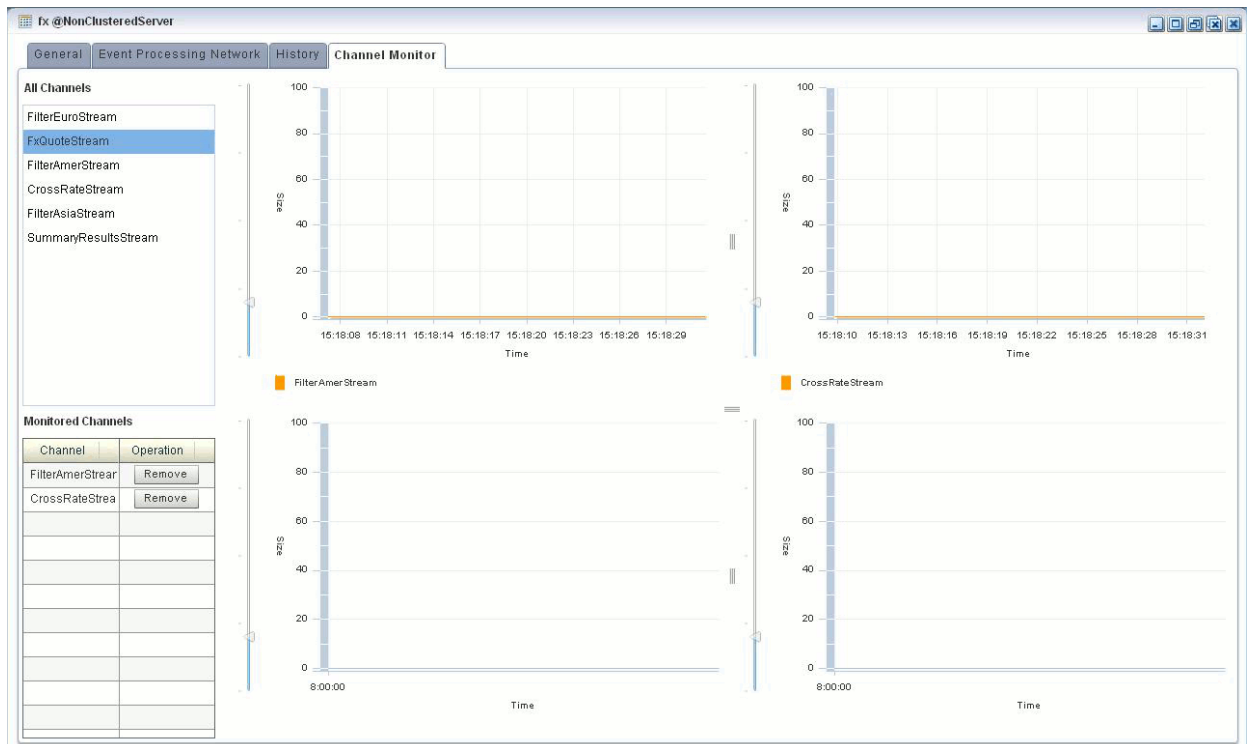 fx @NonClusteredServer
General Event Processing Network History Channel Monitor
All Channels
FilterEuroStream
FxQuoteStream
FilterAmerStream
CrossRateStream
FilterAsiaStream
SummaryResultsStream
Monitored Channels
Channel Operation
FilterAmerStrear Remove
CrossRateStrea Remove
100
80
60
40
20
0
Size
15:18:08 15:18:11 15:18:14 15:18:17 15:18:20 15:18:23 15:18:26 15:18:29
Time
FilterAmerStream
100
80
60
40
20
0
Size
15:18:10 15:18:13 15:18:16 15:18:19 15:18:22 15:18:25 15:18:28 15:18:31
Time
CrossRateStream
100
80
60
40
20
0
Size
8:00:00
Time
100
80
60
40
20
0
Size
8:00:00
Time